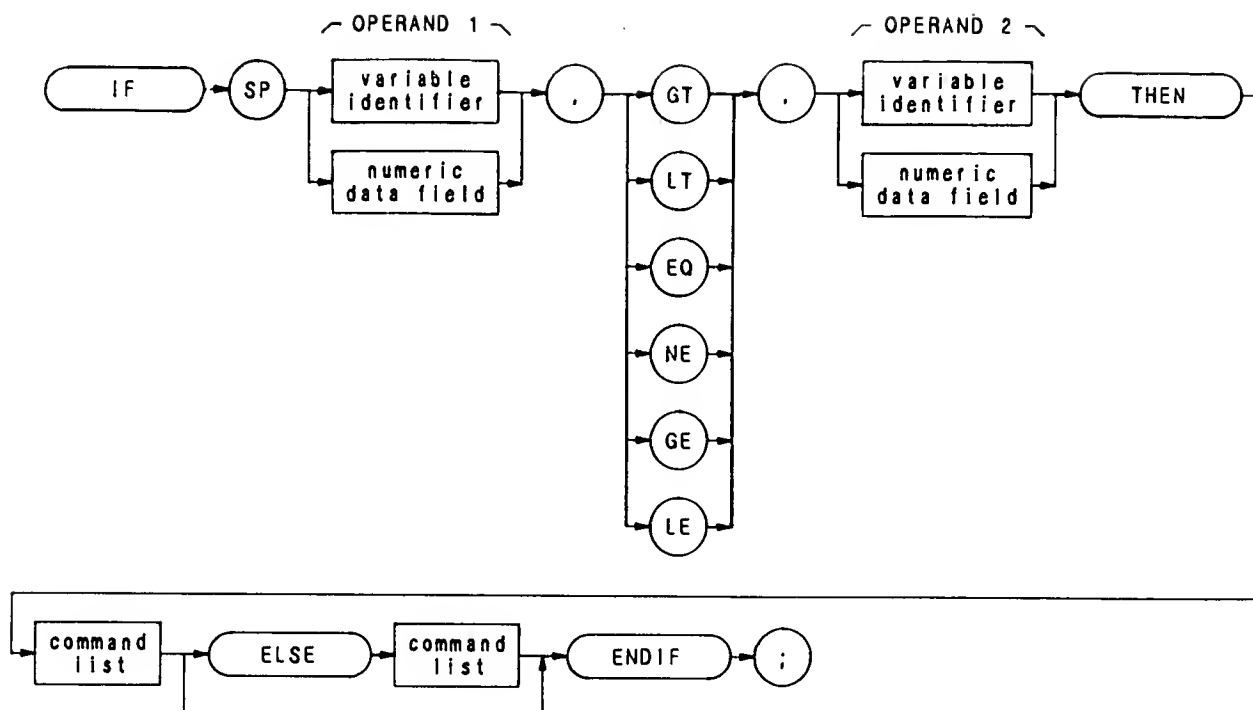 OPERAND 1
OPERAND 2
IF
SP
variable
identifier
numeric
data field
,
GT
LT
EQ
NE
GE
LE
,
variable
identifier
numeric
data field
THEN
command
list
ELSE
command
list
ENDIF
;